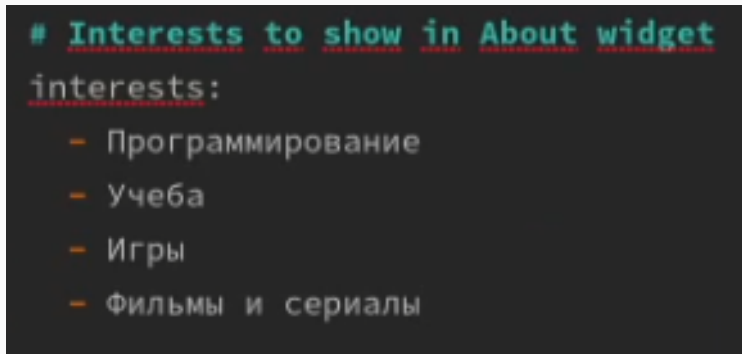 # Interests to show in About widget
interests:
- Программирование
- Учеба
- Игры
- Фильмы и сериалы